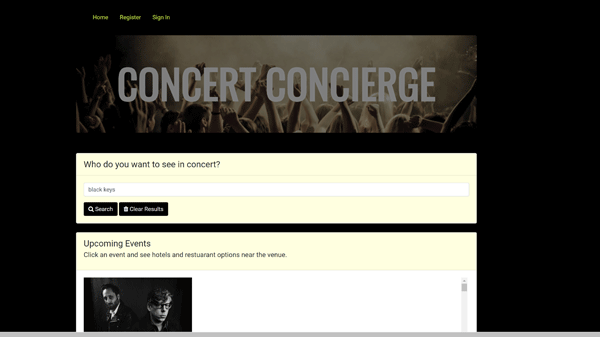 Home Register Sign In
CONCERT CONCIERGE
Who do you want to see in concert?
black keys
Search Clear Results
Upcoming Events
Click an event and see hotels and restuarant options near the venue.